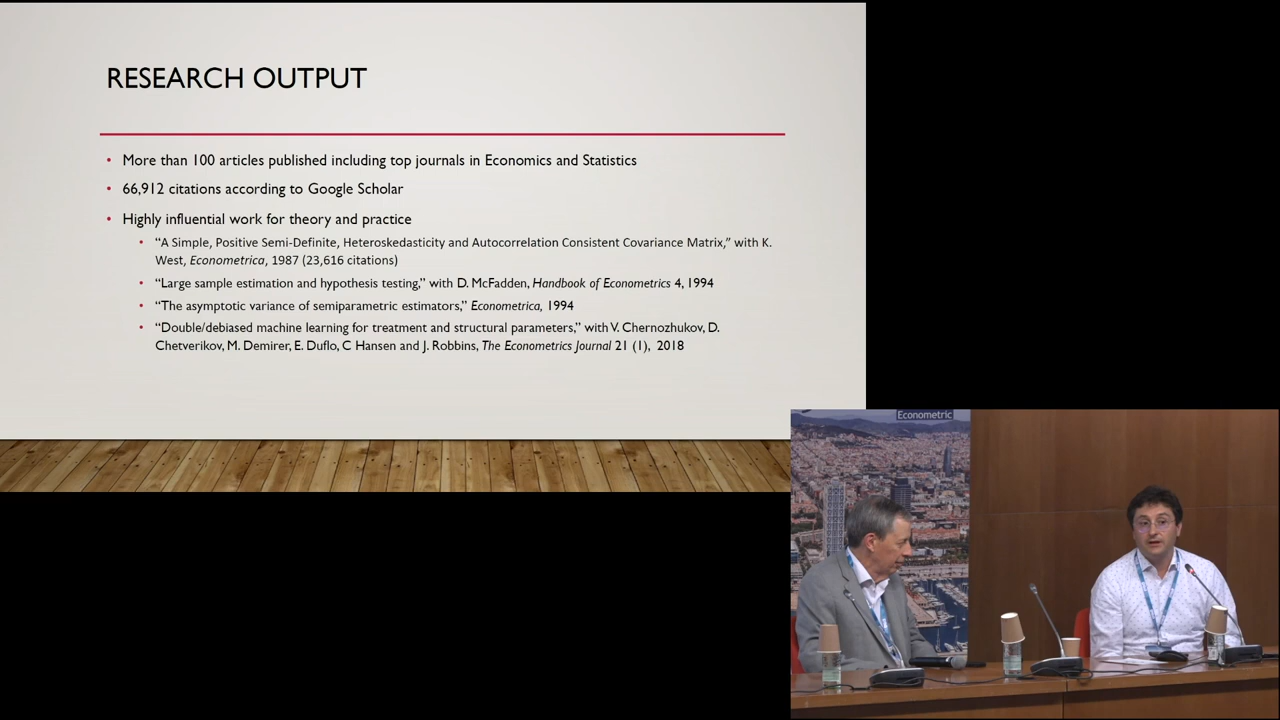 RESEARCH OUTPUT
• More than 100 articles published including top journals in Economics and Statistics
• 66,912 citations according to Google Scholar
• Highly influential work for theory and practice
• “A Simple, Positive Semi-Definite, Heteroskedasticity and Autocorrelation Consistent Covariance Matrix,” with K.
West, Econometrica, 1987 (23,616 citations)
• “Large sample estimation and hypothesis testing,” with D. McFadden, Handbook of Econometrics 4, 1994
• “The asymptotic variance of semiparametric estimators,” Econometrica, 1994
• “Double/debiased machine learning for treatment and structural parameters,” with V. Chernozhukov, D.
Chetverikov, M. Demirer, E. Duflo, C Hansen and J. Robbins, The Econometrics Journal 21 (1), 2018
Econometric